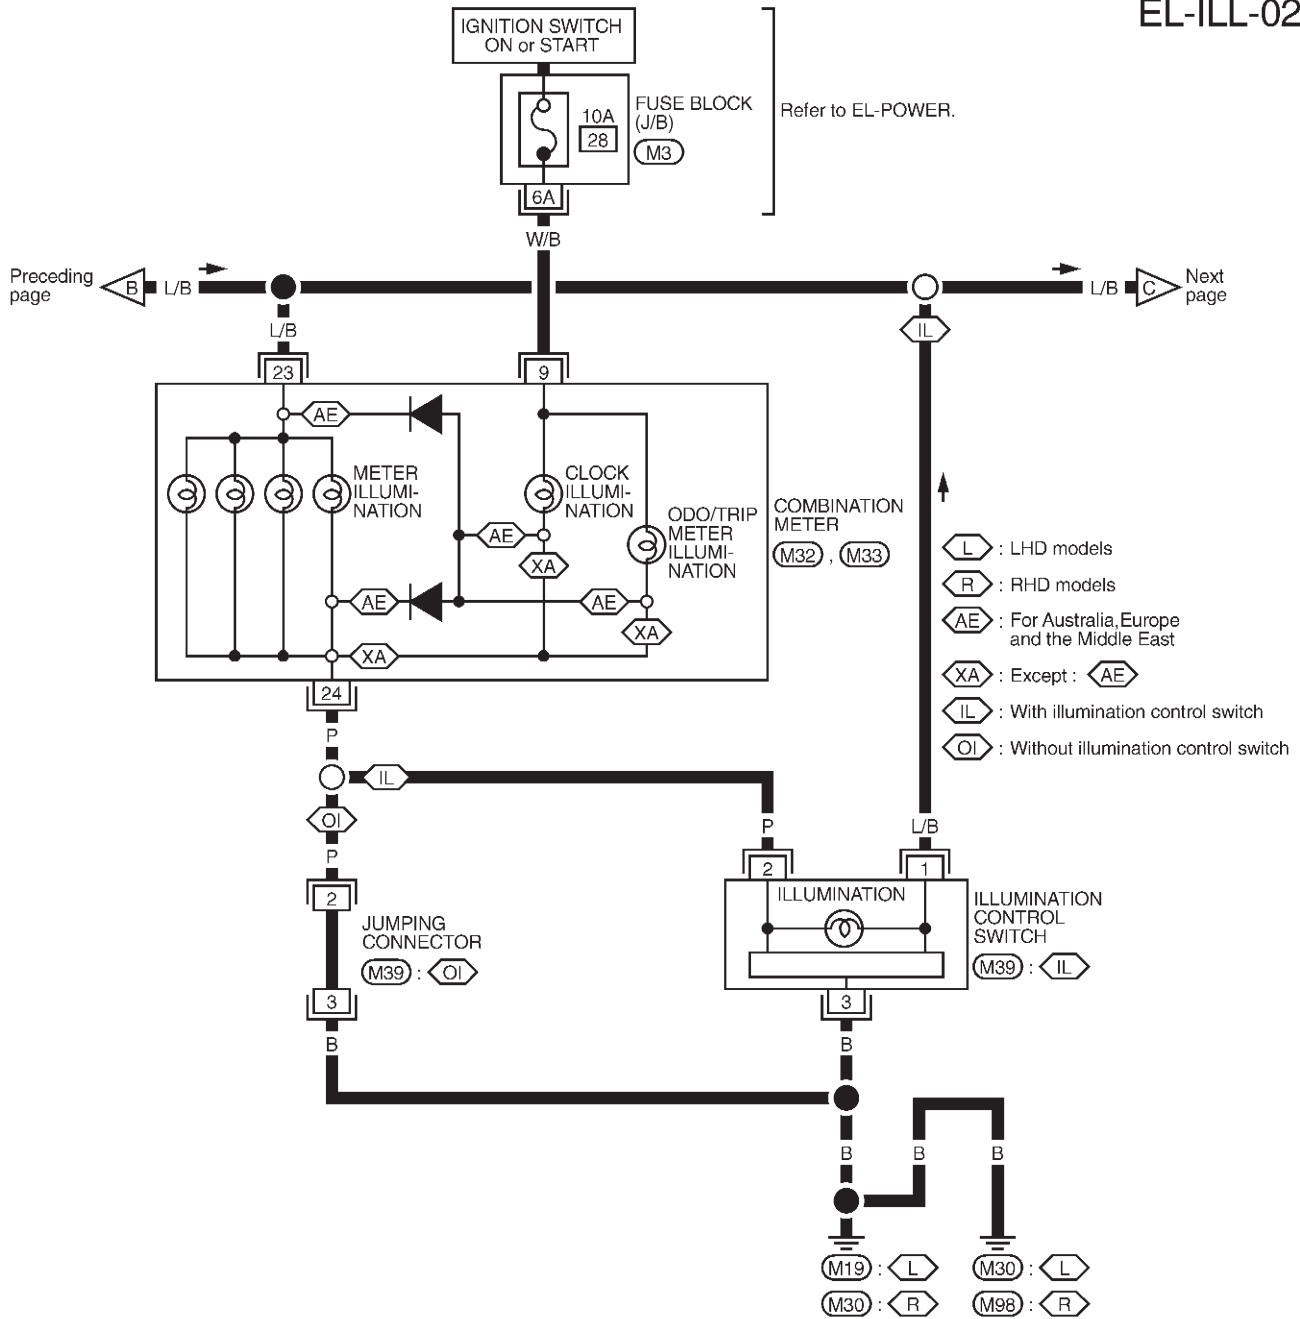 EL-ILL-02
IGNITION SWITCH
ON or START
FUSE BLOCK
(J/B)
M3
10A
28
6A
Refer to EL-POWER.
W/B
Preceding
page
B
L/B
L/B
C
Next
page
L/B
IL
23
9
AE
METER
ILLUMI-
NATION
CLOCK
ILLUMI-
NATION
ODO/TRIP
METER
ILLUMI-
NATION
COMBINATION
METER
M32 , M33
AE
XA
AE
AE
XA
XA
24
L : LHD models
R : RHD models
AE : For Australia,Europe
and the Middle East
XA : Except : AE
IL : With illumination control switch
OI : Without illumination control switch
P
IL
OI
P
P
L/B
2
2
1
ILLUMINATION
ILLUMINATION
CONTROL
SWITCH
M39 : IL
JUMPING
CONNECTOR
M39 : OI
3
3
B
B
B
B
B
M19 : L
M30 : L
M30 : R
M98 : R